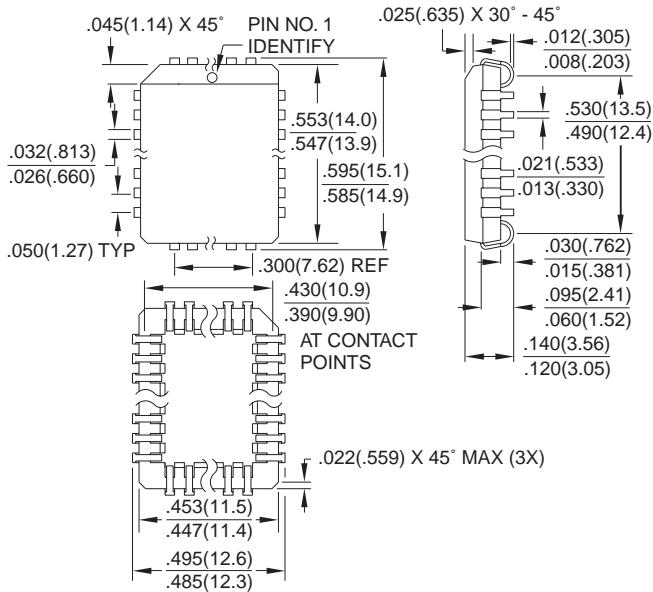 .045(1.14) X 45˚
PIN NO. 1
IDENTIFY
.025(.635) X 30˚ - 45˚
.012(.305)
.008(.203)
.553(14.0)
.547(13.9)
.530(13.5)
.490(12.4)
.032(.813)
.026(.660)
.595(15.1)
.585(14.9)
.021(.533)
.013(.330)
.050(1.27) TYP
.300(7.62) REF
.030(.762)
.015(.381)
.430(10.9)
.390(9.90)
AT CONTACT
POINTS
.095(2.41)
.060(1.52)
.140(3.56)
.120(3.05)
.022(.559) X 45˚ MAX (3X)
.453(11.5)
.447(11.4)
.495(12.6)
.485(12.3)